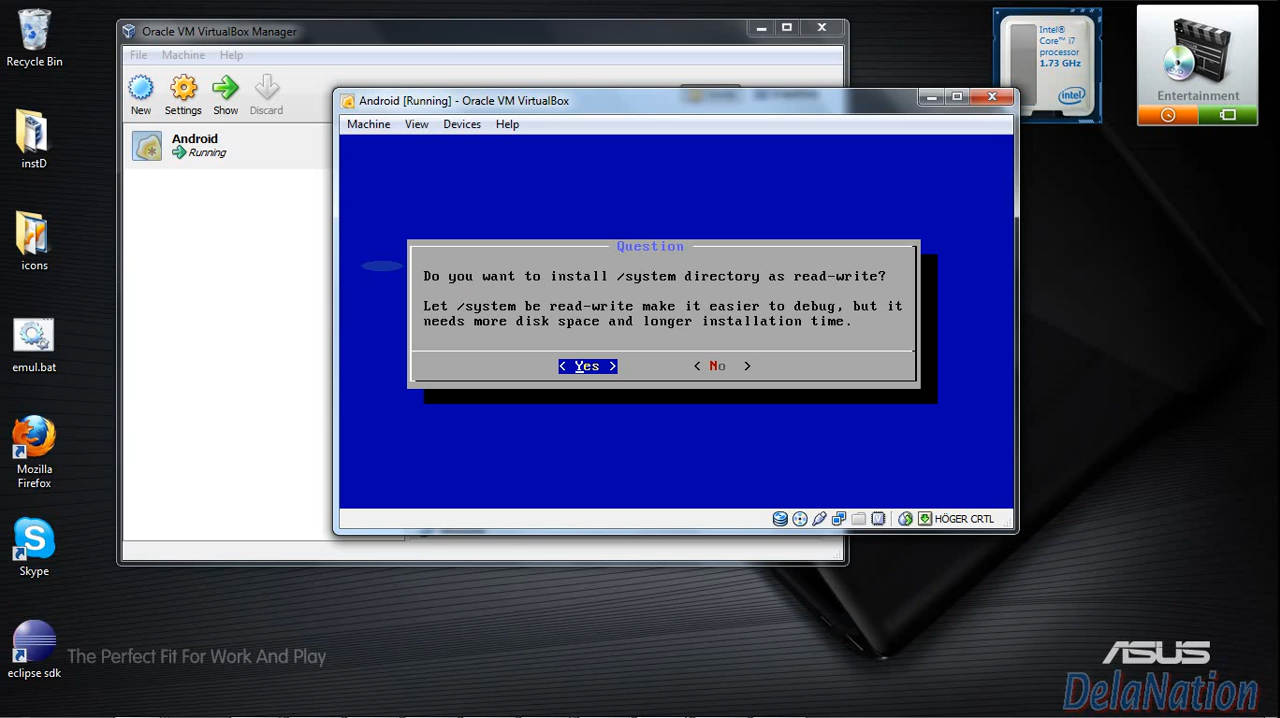 Recycle Bin
instD
icons
emul.bat
Mozilla
Firefox
Skype
eclipse sdk
Oracle VM VirtualBox Manager
File Machine Help
New Settings Show Discard
Android
Running
Android [Running] - Oracle VM VirtualBox
Machine View Devices Help
Question
Do you want to install /system directory as read-write?
Let /system be read-write make it easier to debug, but it
needs more disk space and longer installation time.
< Yes > < No >
HÖGER CRTL
Intel®
Core™ i7
processor
1.73 GHz
intel
Entertainment
The Perfect Fit For Work And Play
ASUS
DelaNation